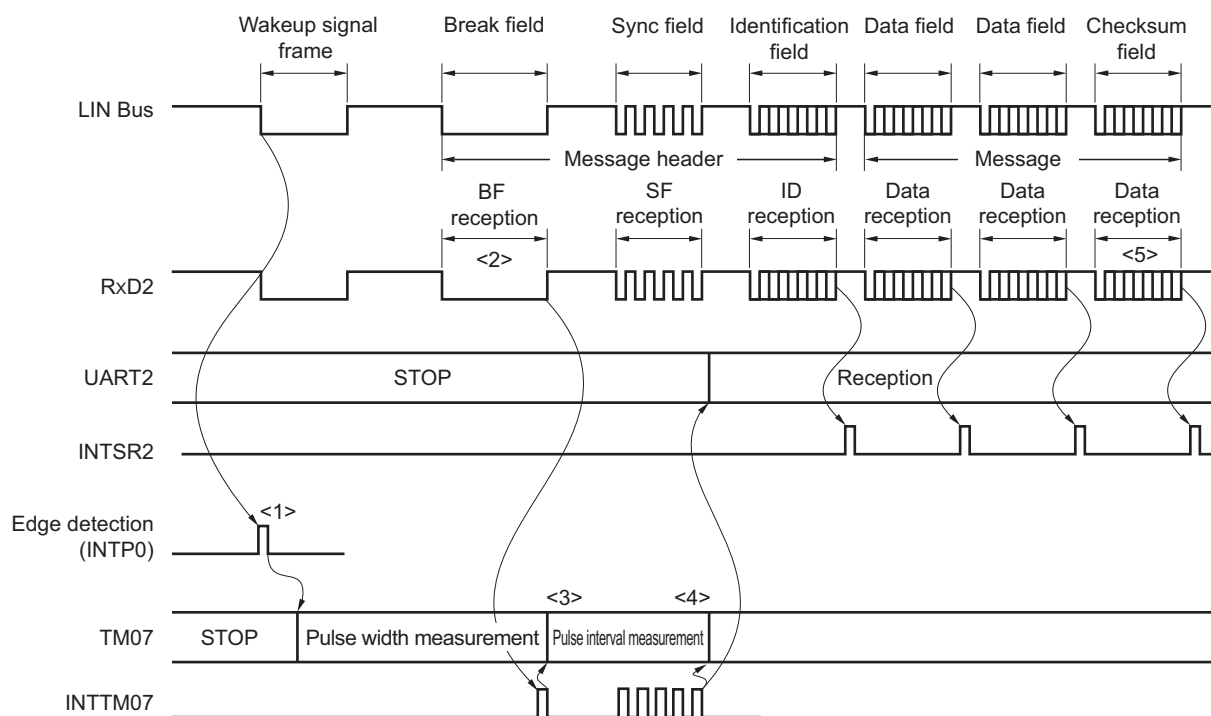 Wakeup signal
frame
Break field
Sync field
Identification
field
Data field
Data field
Checksum
field
LIN Bus
Message header
Message
BF
reception
SF
reception
ID
reception
Data
reception
Data
reception
Data
reception
<2>
<5>
RxD2
UART2
STOP
Reception
INTSR2
Edge detection
(INTP0)
<1>
<3>
<4>
TM07
STOP
Pulse width measurement
Pulse interval measurement
INTTM07